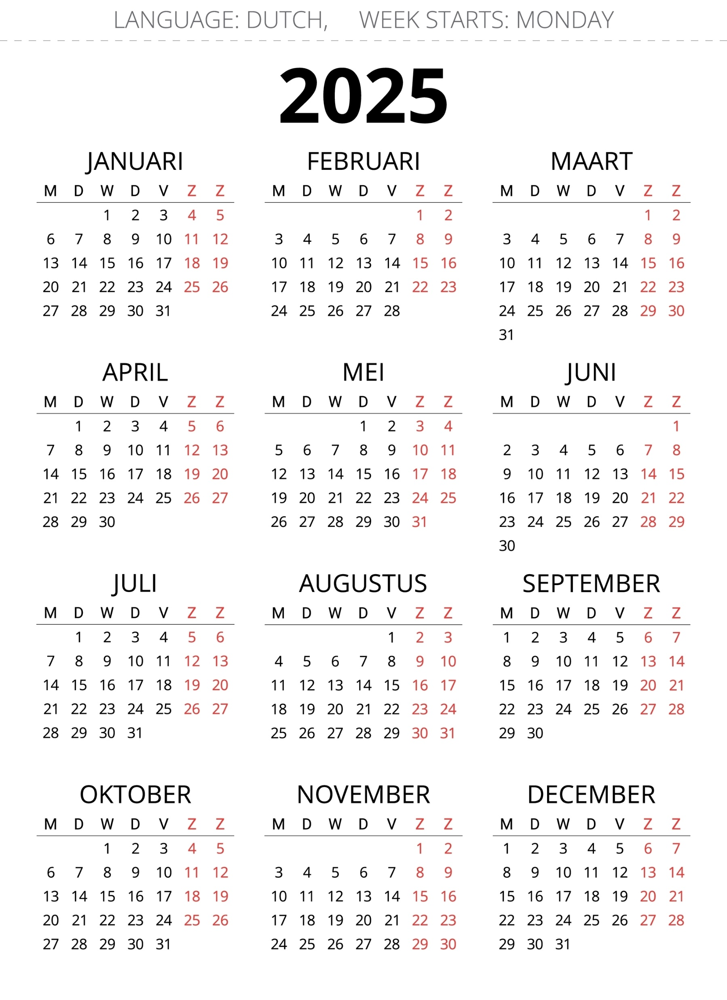 LANGUAGE: DUTCH, WEEK STARTS: MONDAY
2025
JANUARI
M D W D V Z Z
1 2 3 4 5
6 7 8 9 10 11 12
13 14 15 16 17 18 19
20 21 22 23 24 25 26
27 28 29 30 31
FEBRUARI
M D W D V Z Z
1 2
3 4 5 6 7 8 9
10 11 12 13 14 15 16
17 18 19 20 21 22 23
24 25 26 27 28
MAART
M D W D V Z Z
1 2
3 4 5 6 7 8 9
10 11 12 13 14 15 16
17 18 19 20 21 22 23
24 25 26 27 28 29 30
31
APRIL
M D W D V Z Z
1 2 3 4 5 6
7 8 9 10 11 12 13
14 15 16 17 18 19 20
21 22 23 24 25 26 27
28 29 30
MEI
M D W D V Z Z
1 2 3 4
5 6 7 8 9 10 11
12 13 14 15 16 17 18
19 20 21 22 23 24 25
26 27 28 29 30 31
JUNI
M D W D V Z Z
1
2 3 4 5 6 7 8
9 10 11 12 13 14 15
16 17 18 19 20 21 22
23 24 25 26 27 28 29
30
JULI
M D W D V Z Z
1 2 3 4 5 6
7 8 9 10 11 12 13
14 15 16 17 18 19 20
21 22 23 24 25 26 27
28 29 30 31
AUGUSTUS
M D W D V Z Z
1 2 3
4 5 6 7 8 9 10
11 12 13 14 15 16 17
18 19 20 21 22 23 24
25 26 27 28 29 30 31
SEPTEMBER
M D W D V Z Z
1 2 3 4 5 6 7
8 9 10 11 12 13 14
15 16 17 18 19 20 21
22 23 24 25 26 27 28
29 30
OKTOBER
M D W D V Z Z
1 2 3 4 5
6 7 8 9 10 11 12
13 14 15 16 17 18 19
20 21 22 23 24 25 26
27 28 29 30 31
NOVEMBER
M D W D V Z Z
1 2
3 4 5 6 7 8 9
10 11 12 13 14 15 16
17 18 19 20 21 22 23
24 25 26 27 28 29 30
DECEMBER
M D W D V Z Z
1 2 3 4 5 6 7
8 9 10 11 12 13 14
15 16 17 18 19 20 21
22 23 24 25 26 27 28
29 30 31